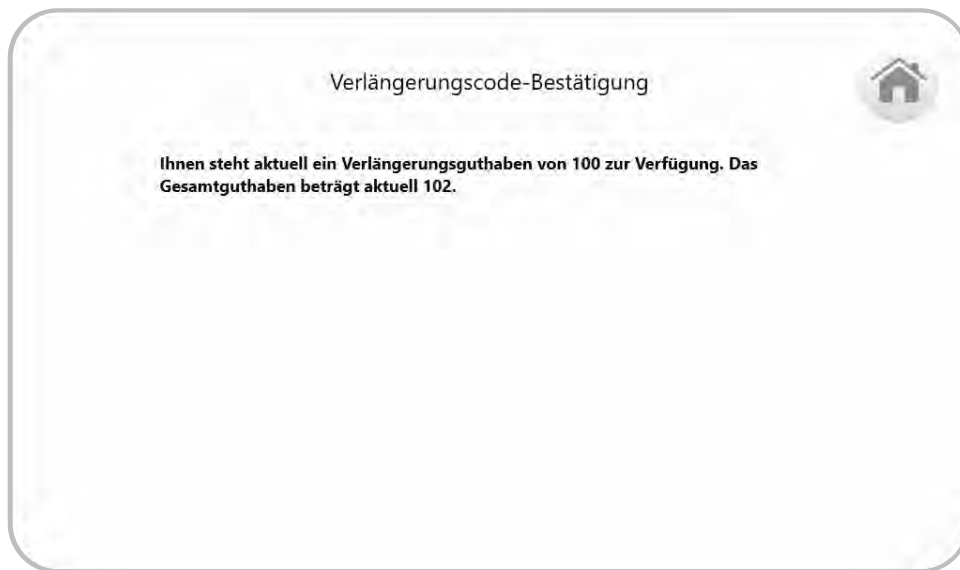 Verlängerungscode-Bestätigung
Ihnen steht aktuell ein Verlängerungsguthaben von 100 zur Verfügung. Das
Gesamtguthaben beträgt aktuell 102.